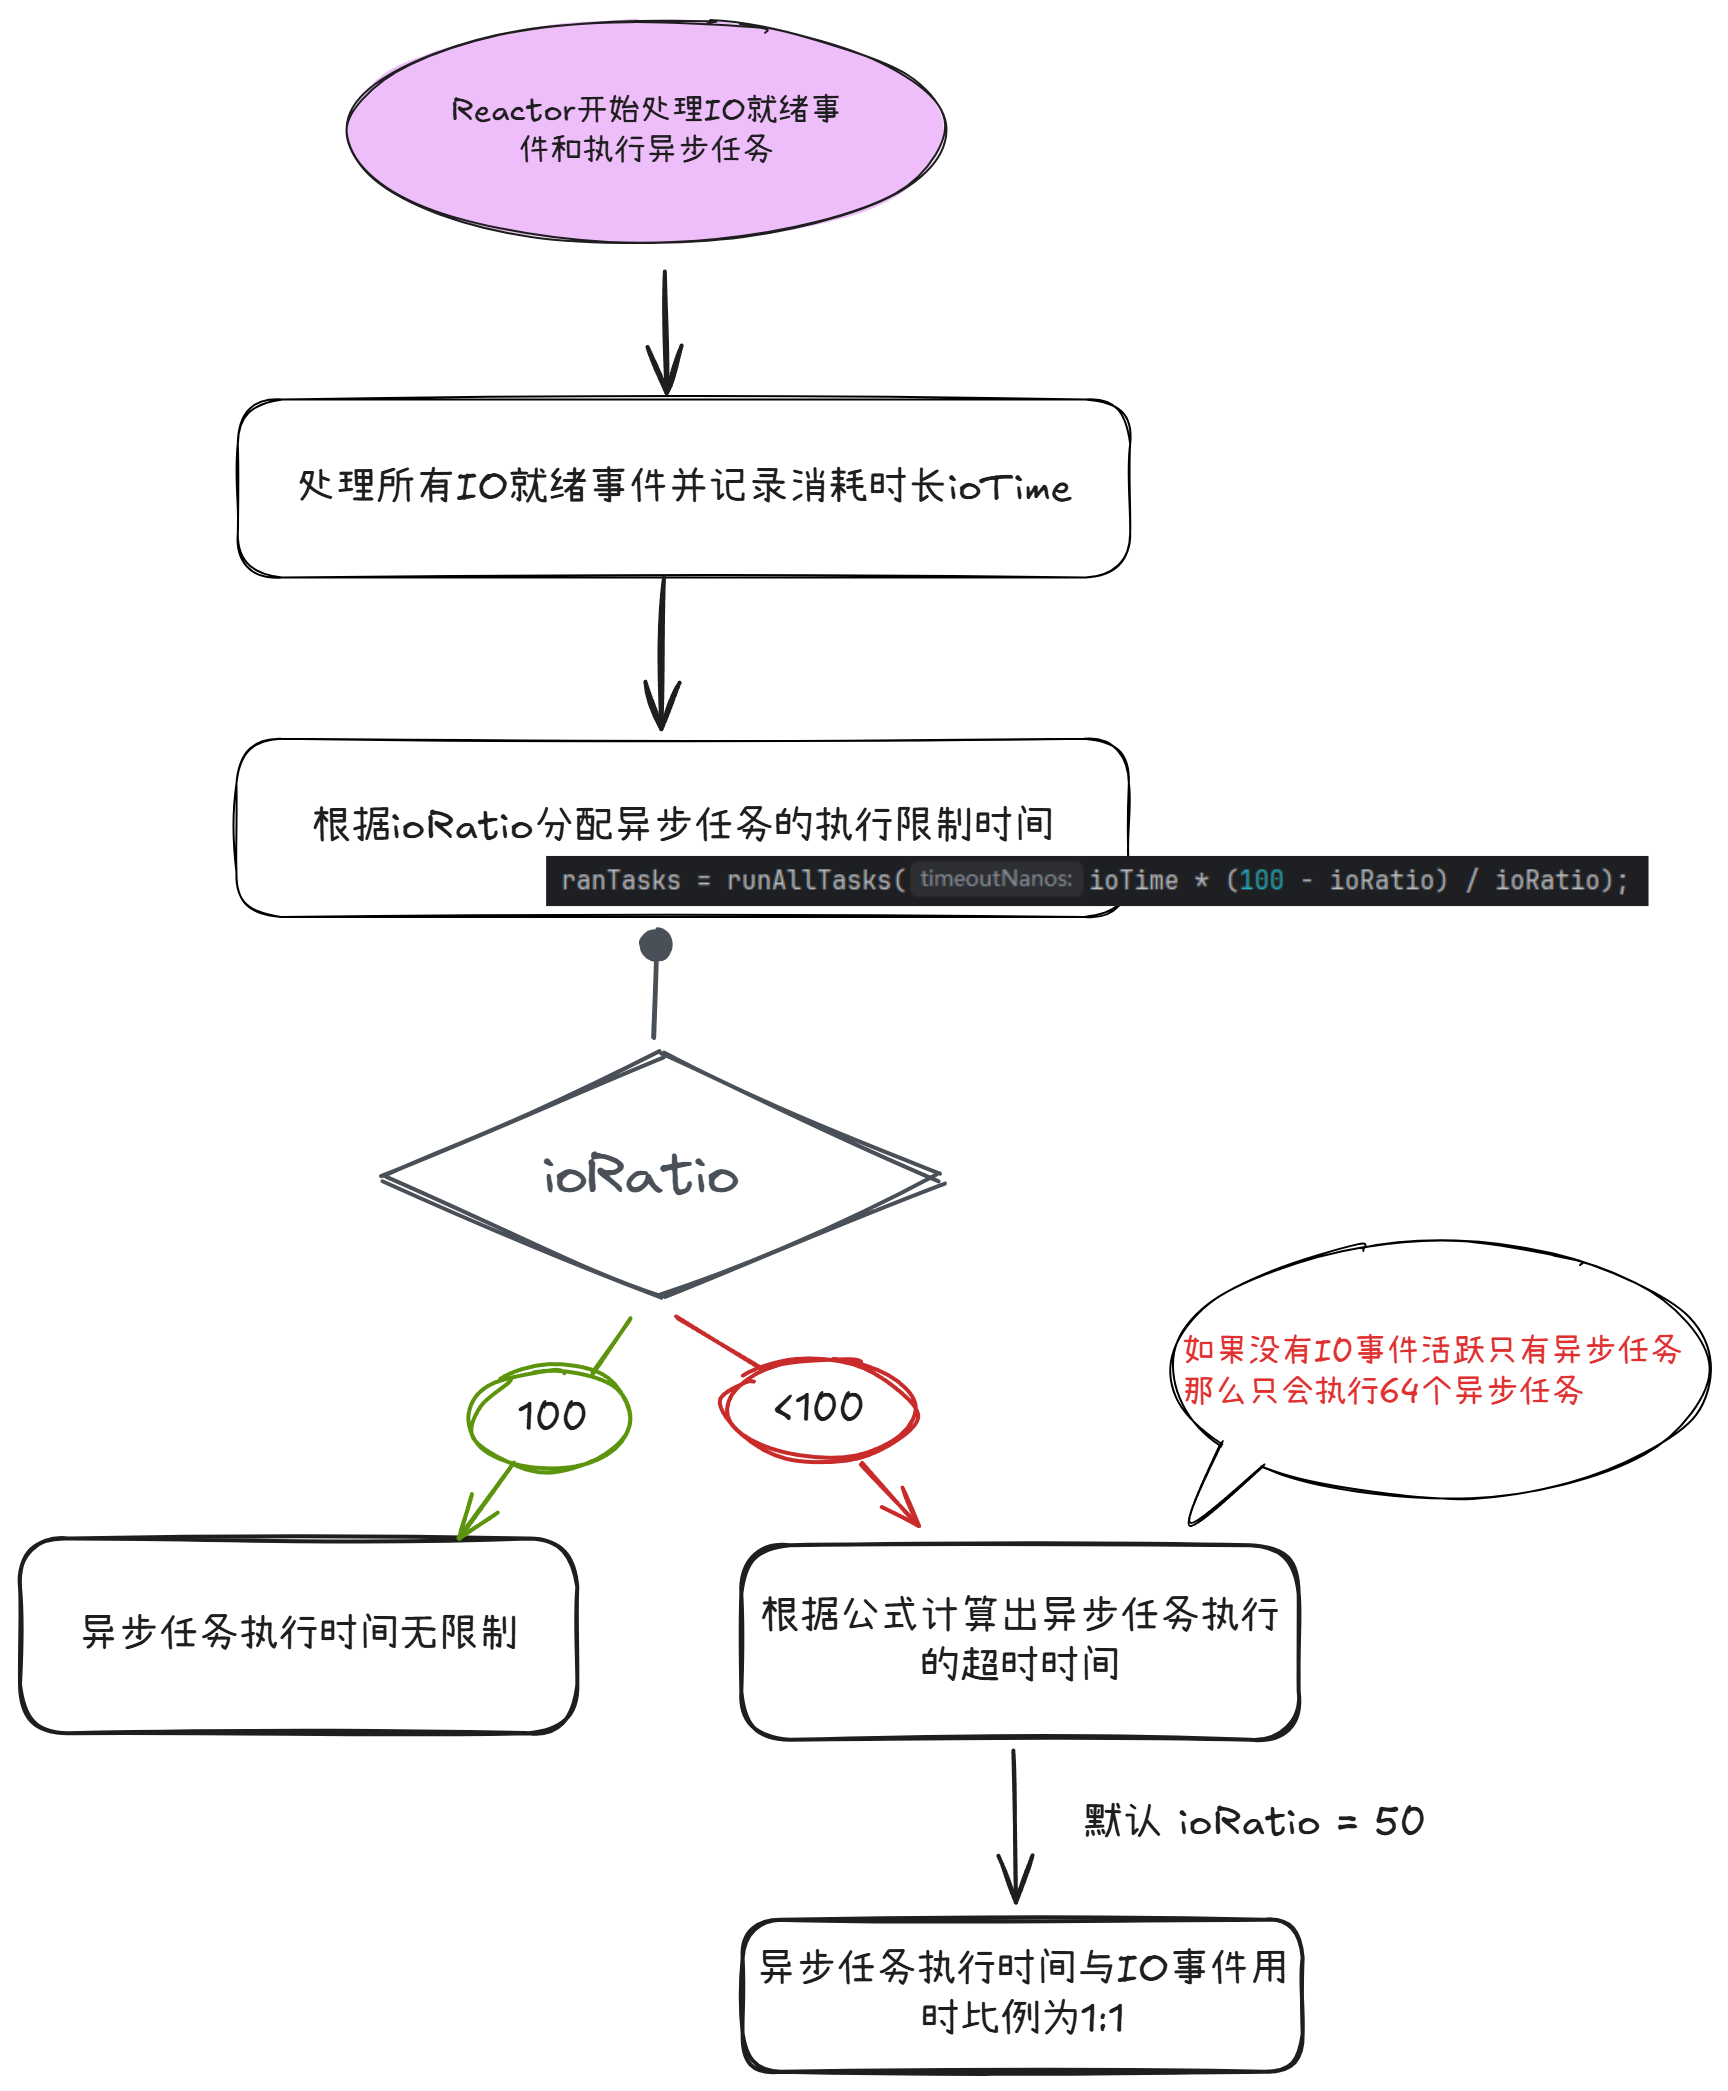 Reactor开始处理IO就绪事
件和执行异步任务
处理所有IO就绪事件并记录消耗时长ioTime
根据ioRatio分配异步任务的执行限制时间
ranTasks = runAllTasks( timeoutNanos: ioTime * (100 - ioRatio) / ioRatio);
ioRatio
100
<100
如果没有IO事件活跃只有异步任务
那么只会执行64个异步任务
异步任务执行时间无限制
根据公式计算出异步任务执行
的超时时间
默认 ioRatio = 50
异步任务执行时间与IO事件用
时比例为1:1